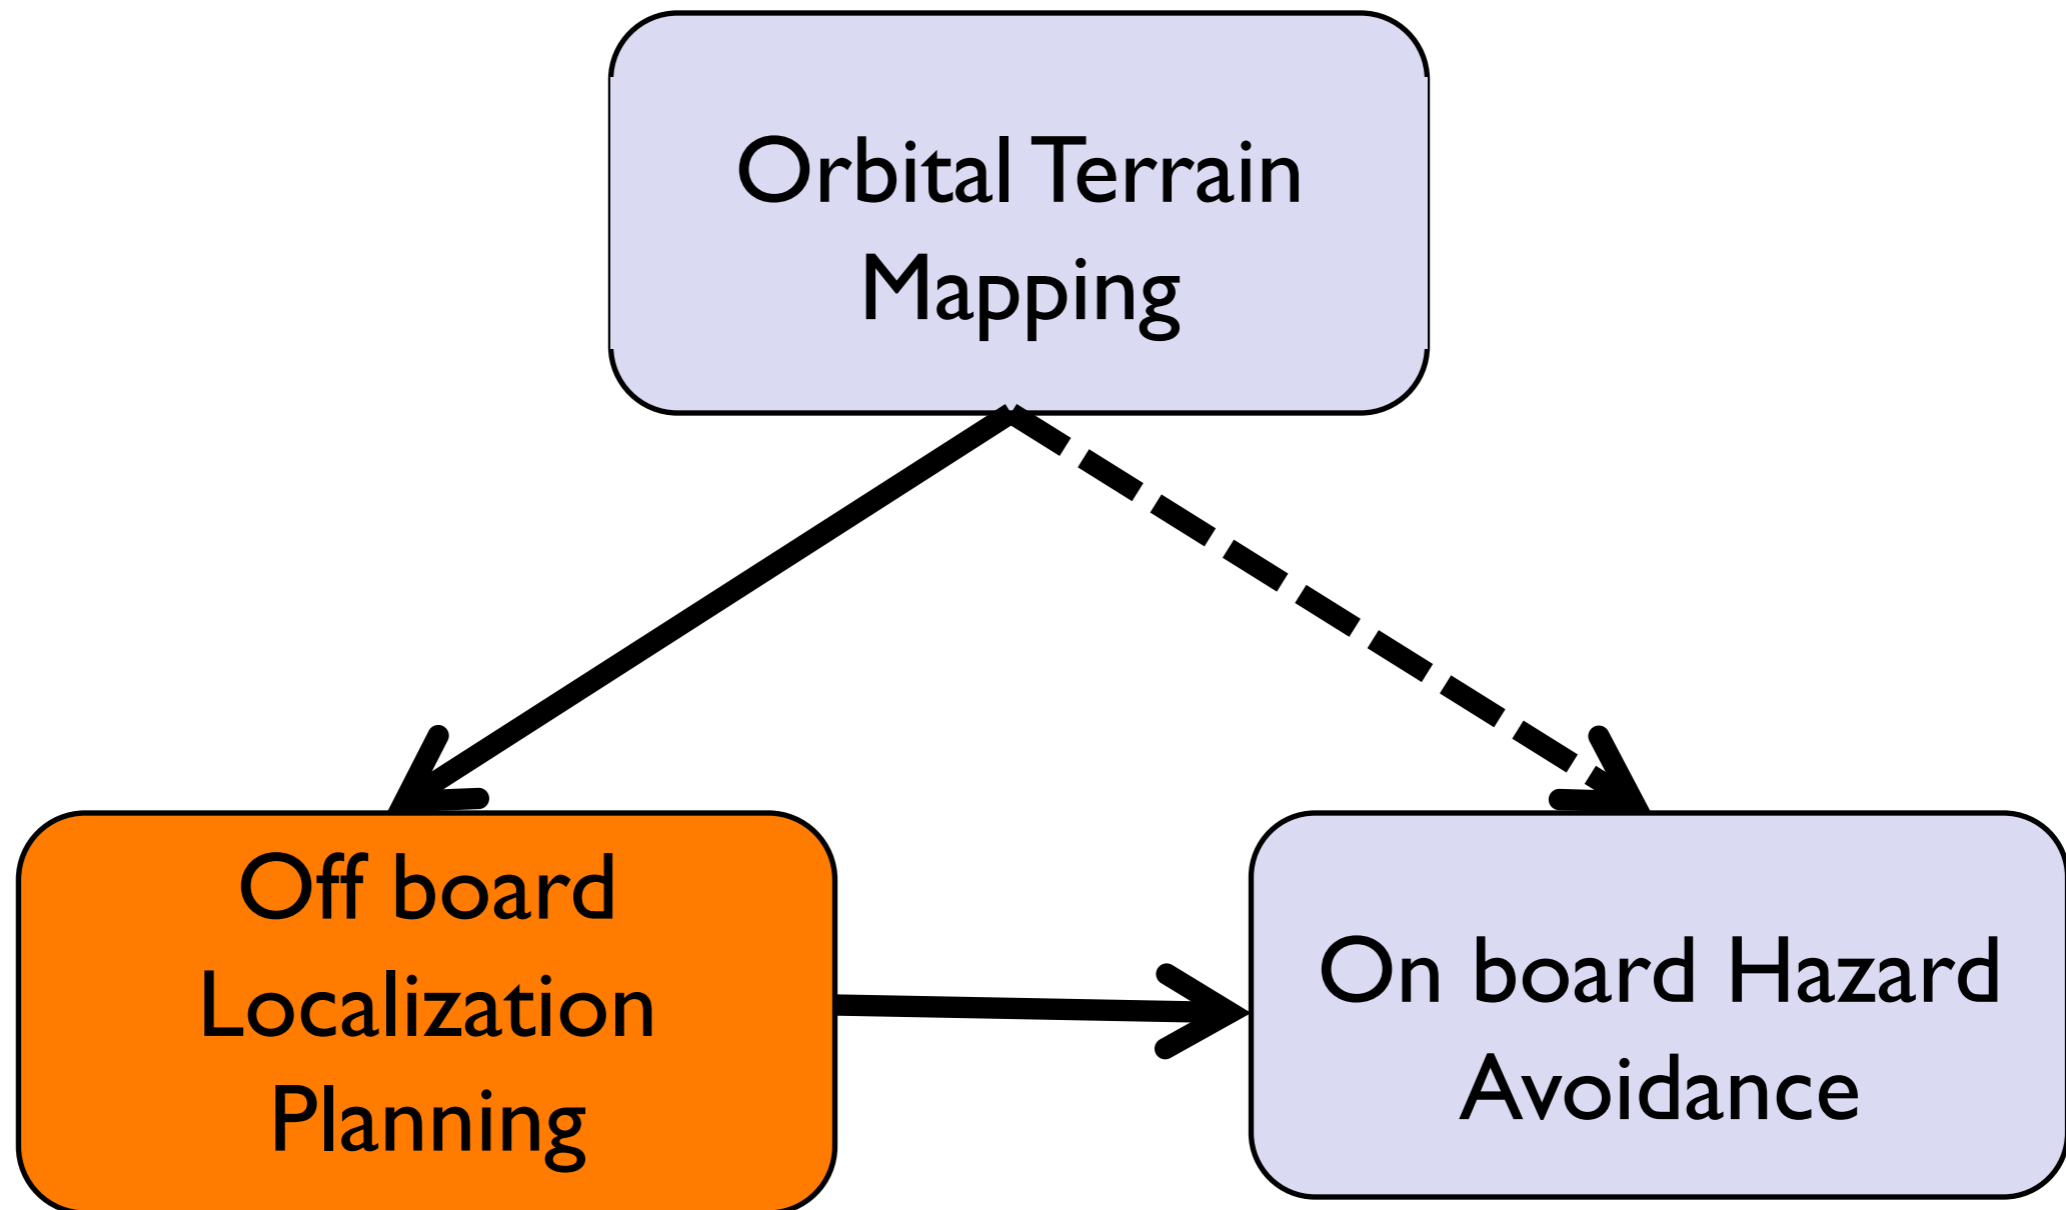 Orbital Terrain
Mapping
Off board
Localization
Planning
On board Hazard
Avoidance